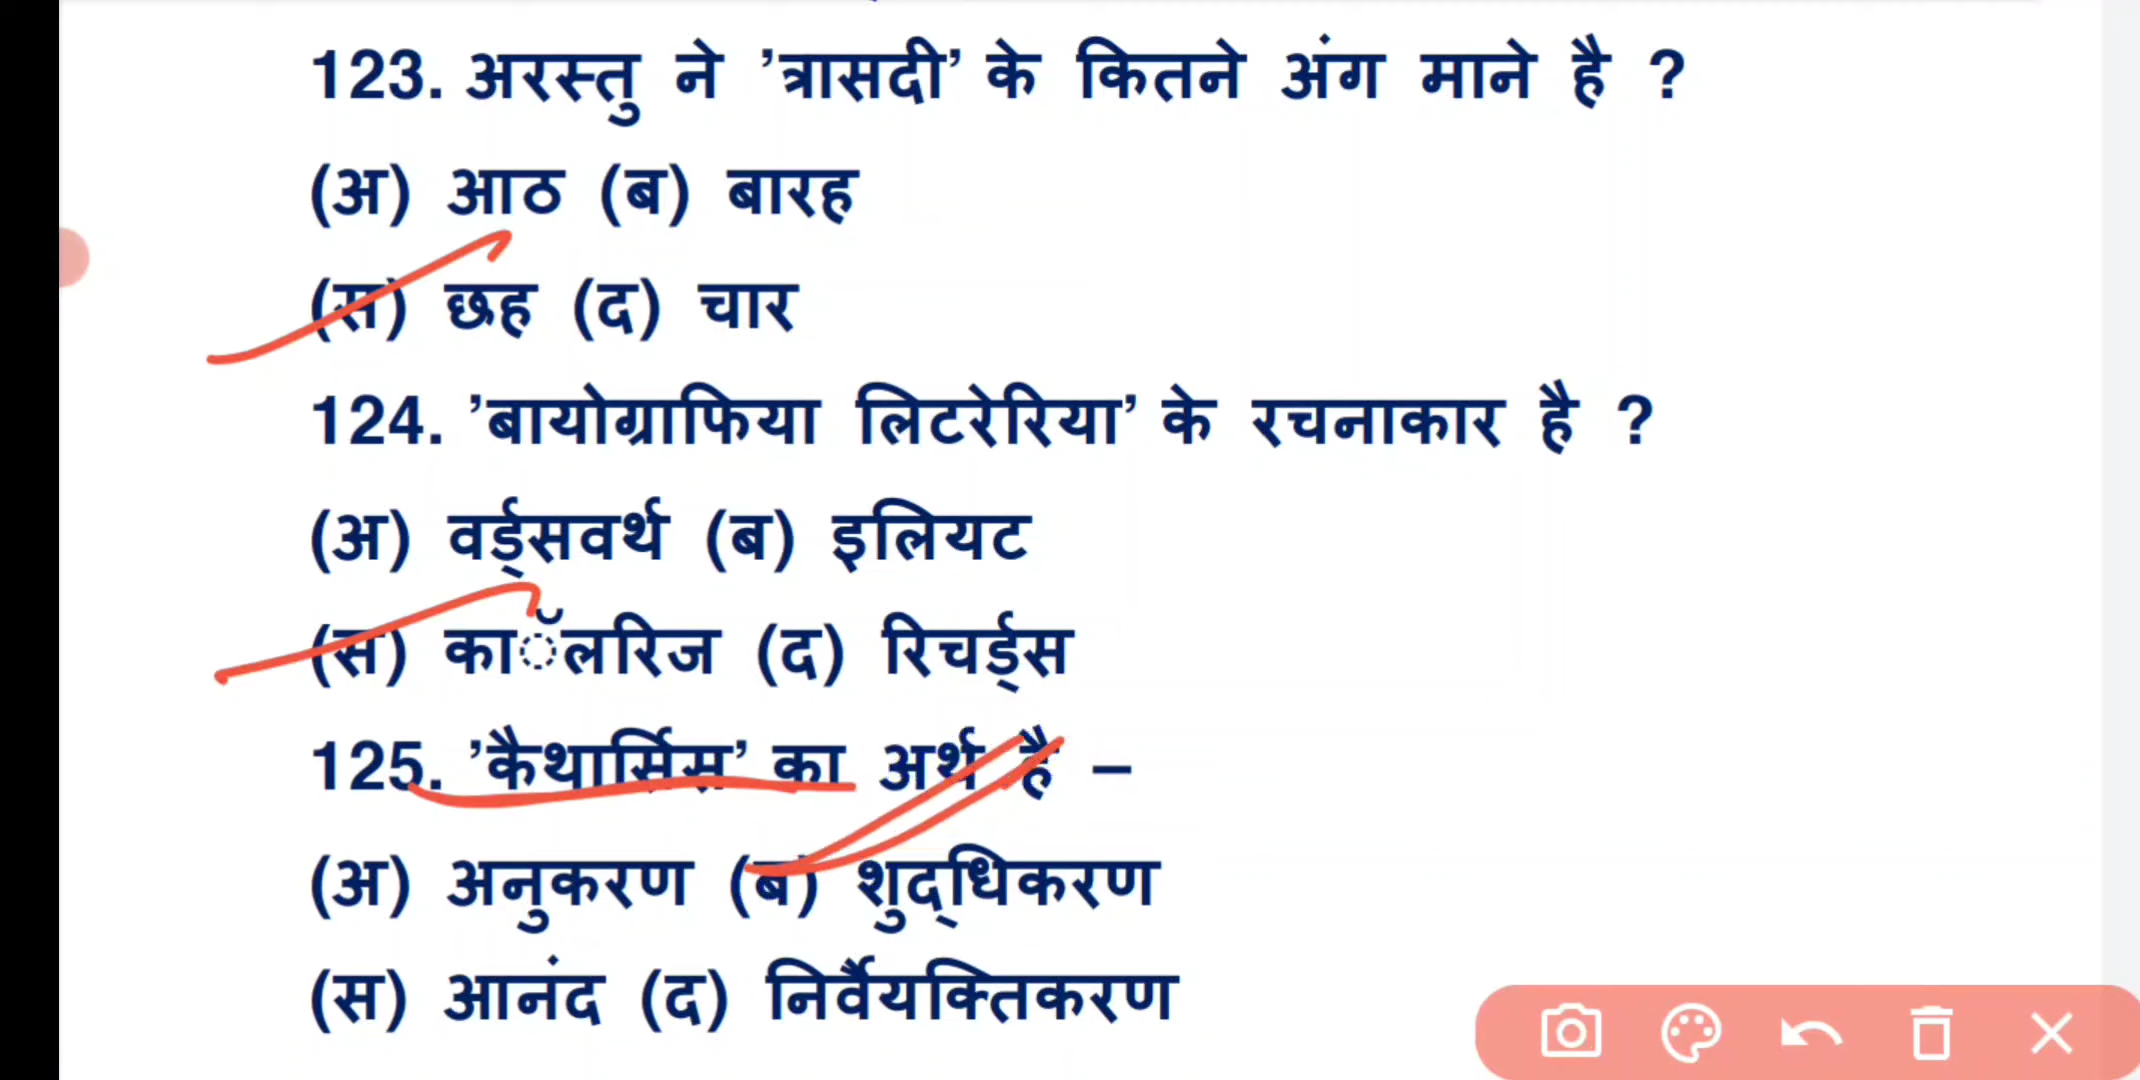 123. अरस्तु ने ’त्रासदी’ के कितने अंग माने है ?
(अ) आठ (ब) बारह
(स) छह (द) चार
124. ’बायोग्राफिया लिटरेरिया’ के रचनाकार है ?
(अ) वर्ड्सवर्थ (ब) इलियट
(स) काॅलरिज (द) रिचर्ड्स
125. ’कैथार्सिस’ का अर्थ है –
(अ) अनुकरण (ब) शुद्‌धिकरण
(स) आनंद (द) निर्वैयक्तिकरण